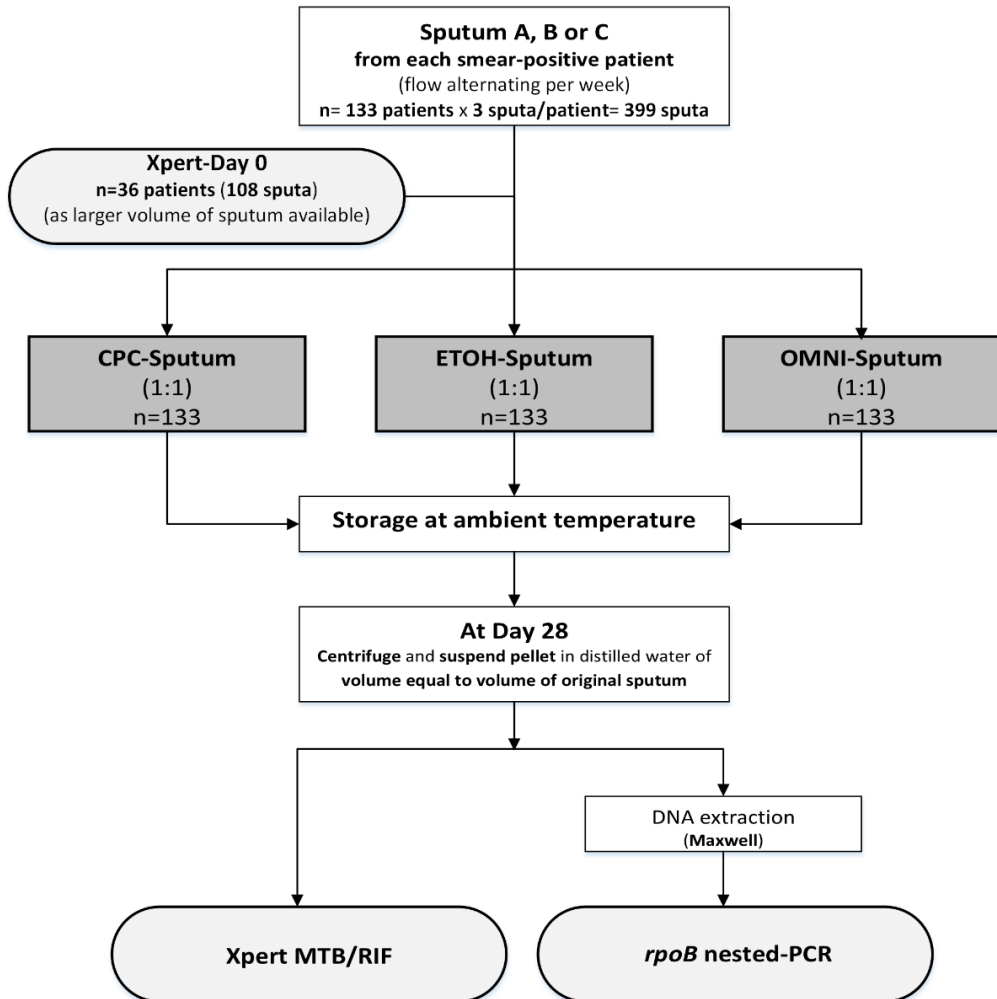 Sputum A, B or C
from each smear-positive patient
(flow alternating per week)
n= 133 patients x 3 sputa/patient= 399 sputa
Xpert-Day 0
n=36 patients (108 sputa)
(as larger volume of sputum available)
CPC-Sputum
(1:1)
n=133
ETOH-Sputum
(1:1)
n=133
OMNI-Sputum
(1:1)
n=133
Storage at ambient temperature
At Day 28
Centrifuge and suspend pellet in distilled water of
volume equal to volume of original sputum
DNA extraction
(Maxwell)
Xpert MTB/RIF
rpoB nested-PCR